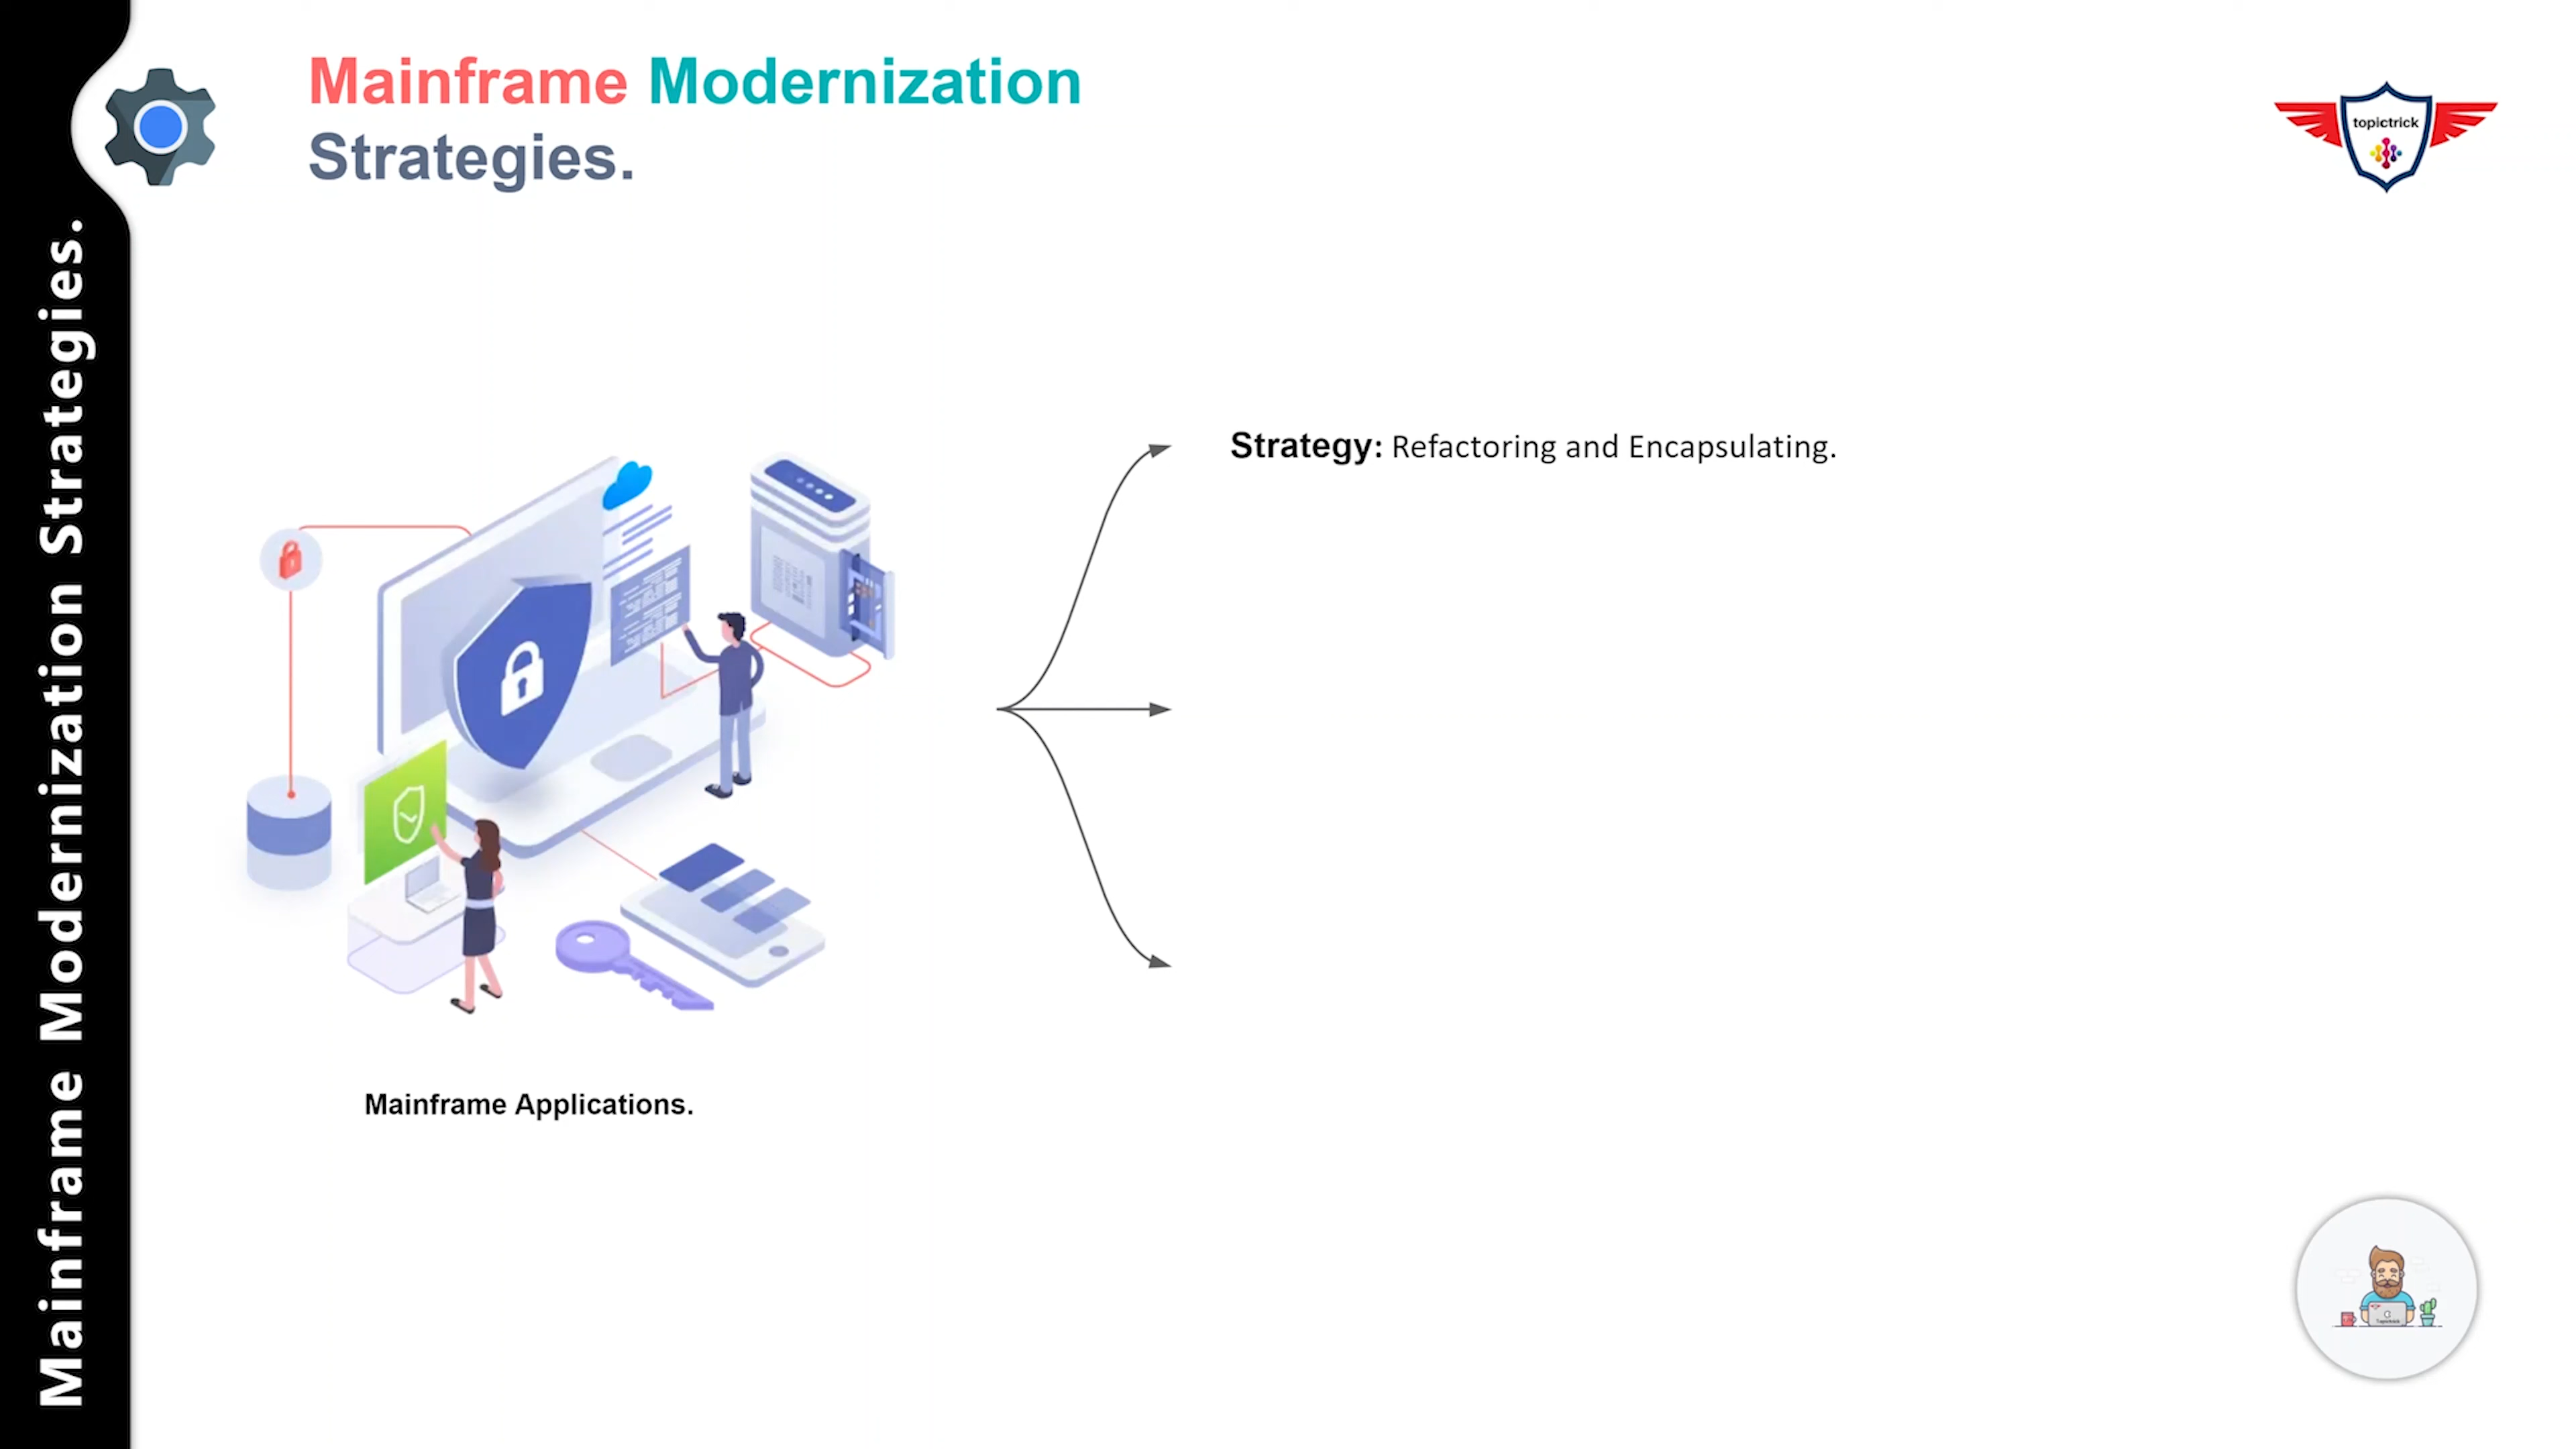 Mainframe Modernization
Strategies.
topictrick
Mainframe Modernization Strategies.
Strategy: Refactoring and Encapsulating.
Mainframe Applications.